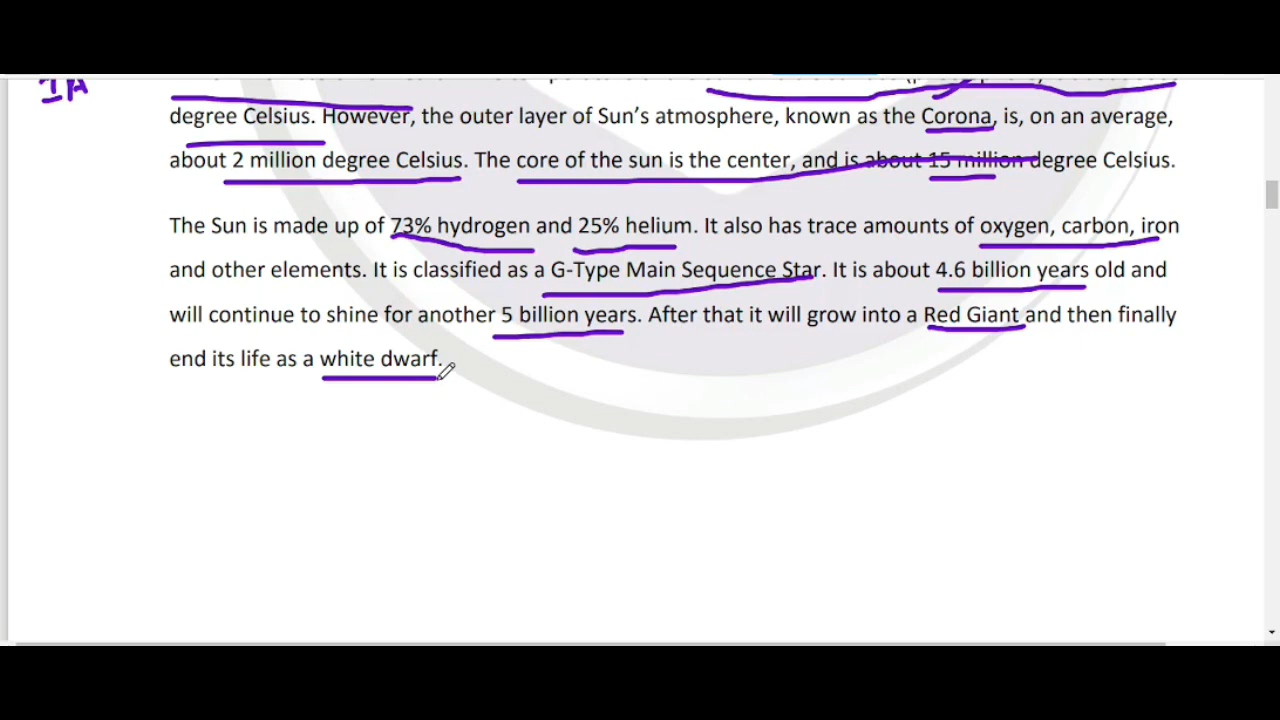 IA
degree Celsius. However, the outer layer of Sun's atmosphere, known as the Corona, is, on an average,
about 2 million degree Celsius. The core of the sun is the center, and is about 15 million degree Celsius.
The Sun is made up of 73% hydrogen and 25% helium. It also has trace amounts of oxygen, carbon, iron
and other elements. It is classified as a G-Type Main Sequence Star. It is about 4.6 billion years old and
will continue to shine for another 5 billion years. After that it will grow into a Red Giant and then finally
end its life as a white dwarf.